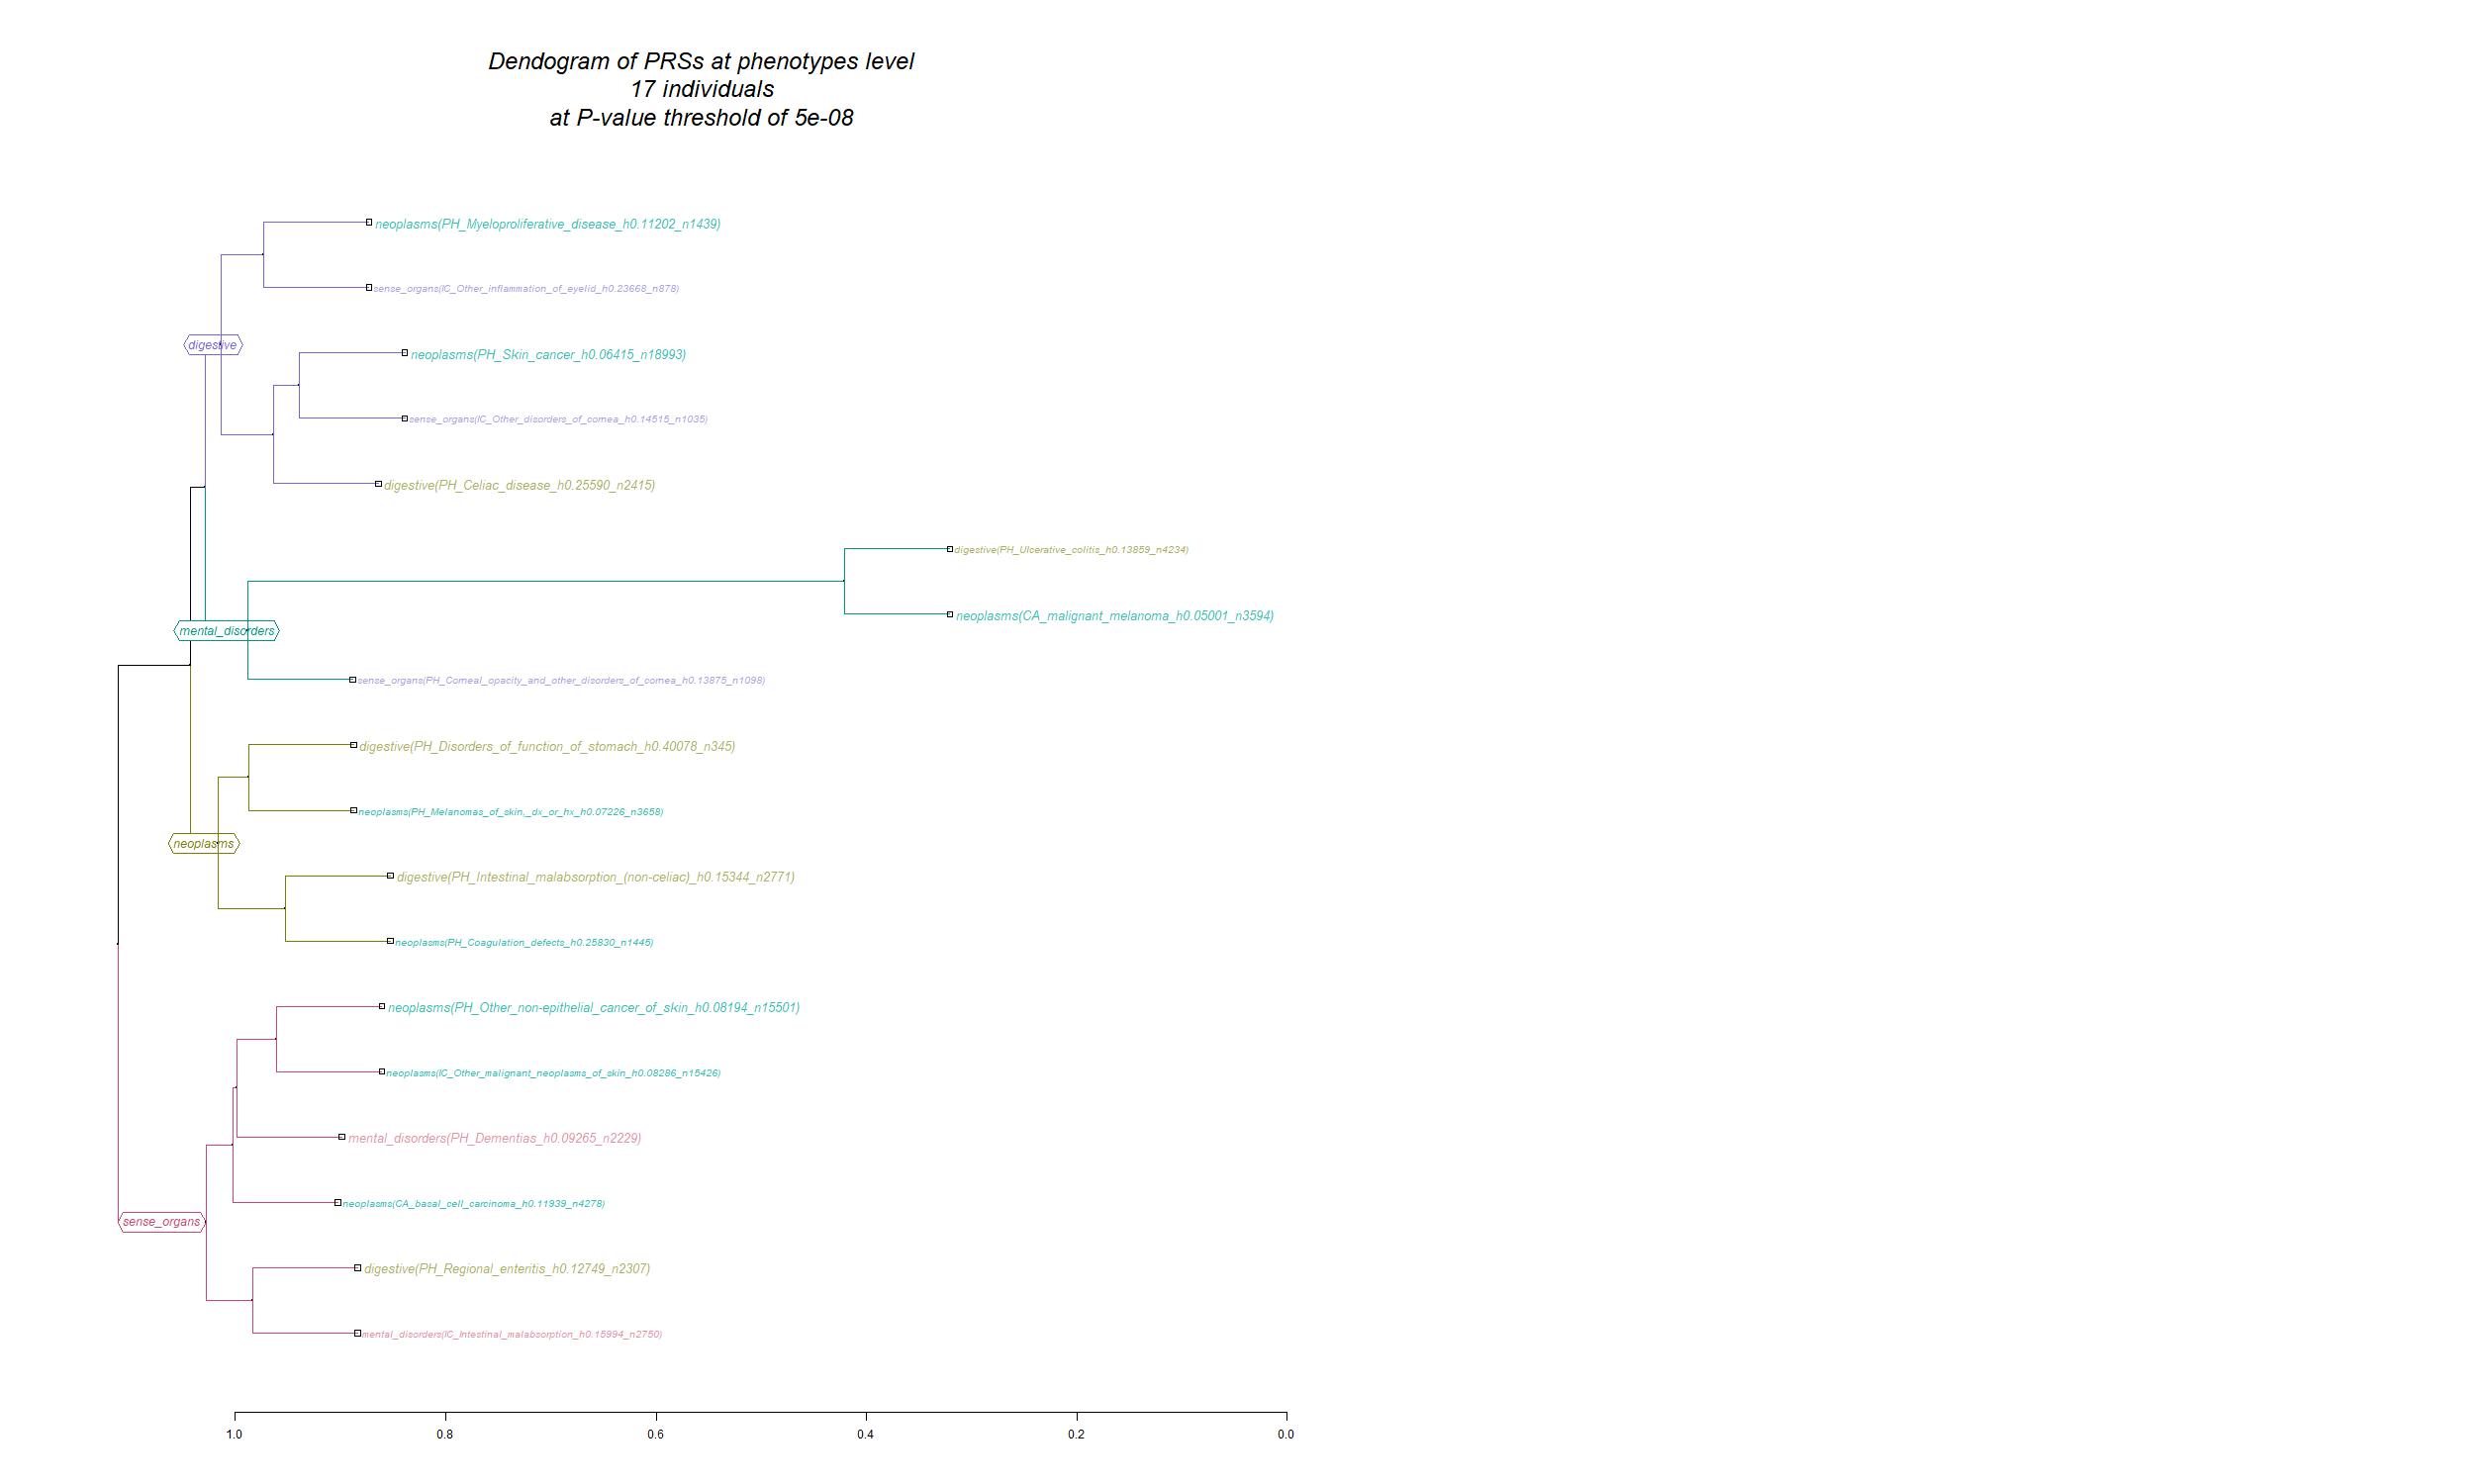 Dendogram of PRSs at phenotypes level
17 individuals
at P-value threshold of 5e-08
neoplasms(PH_Myeloproliferative_disease_h0.11202_n1439)
sense_organs(IC_Other_inflammation_of_eyelid_h0.23668_n878)
digestive
neoplasms(PH_Skin_cancer_h0.06415_n18993)
sense_organs(IC_Other_disorders_of_cornea_h0.14515_n1035)
digestive(PH_Celiac_disease_h0.25590_n2415)
digestive(PH_Ulcerative_colitis_h0.13859_n4234)
neoplasms(CA_malignant_melanoma_h0.05001_n3594)
mental_disorders
sense_organs(PH_Corneal_opacity_and_other_disorders_of_cornea_h0.13875_n1098)
digestive(PH_Disorders_of_function_of_stomach_h0.40078_n345)
neoplasms(PH_Melanomas_of_skin,_dx_or_hx_h0.07226_n3658)
neoplasms
digestive(PH_Intestinal_malabsorption_(non-celiac)_h0.15344_n2771)
neoplasms(PH_Coagulation_defects_h0.25830_n1445)
neoplasms(PH_Other_non-epithelial_cancer_of_skin_h0.08194_n15501)
neoplasms(IC_Other_malignant_neoplasms_of_skin_h0.08286_n15426)
mental_disorders(PH_Dementias_h0.09265_n2229)
neoplasms(CA_basal_cell_carcinoma_h0.11939_n4278)
sense_organs
digestive(PH_Regional_enteritis_h0.12749_n2307)
mental_disorders(IC_Intestinal_malabsorption_h0.15994_n2750)
1.0 0.8 0.6 0.4 0.2 0.0